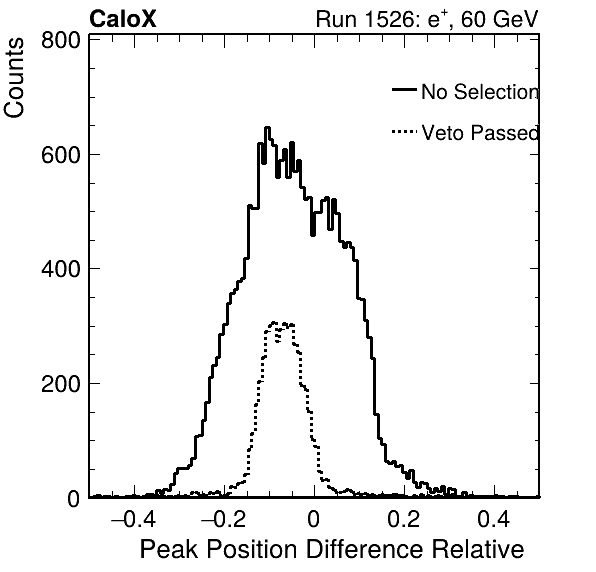 CaloX Run 1526: e⁺, 60 GeV
Counts
800
No Selection
Veto Passed
600
400
200
0
−0.4 −0.2 0 0.2 0.4
Peak Position Difference Relative